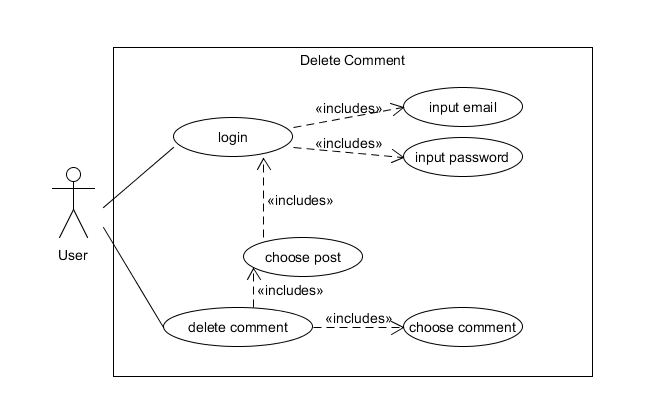 Delete Comment
«includes»
input email
login
«includes»
input password
«includes»
User
choose post
«includes»
delete comment
«includes»
choose comment